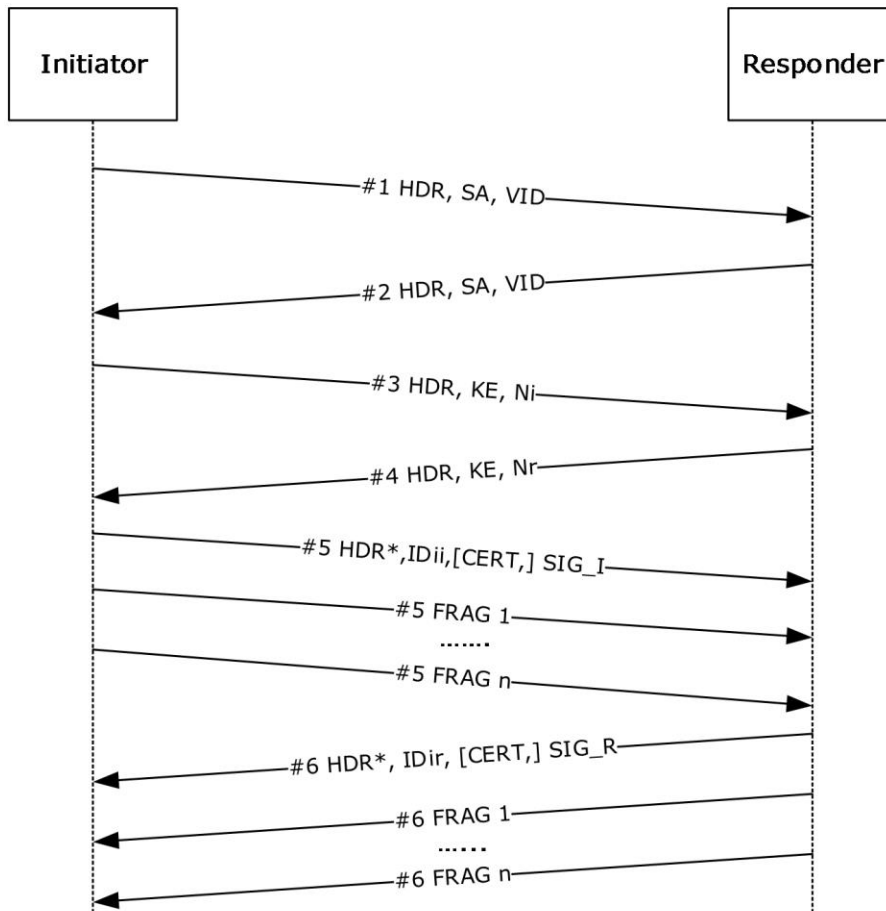 Initiator
Responder
#1 HDR, SA, VID
#2 HDR, SA, VID
#3 HDR, KE, Ni
#4 HDR, KE, Nr
#5 HDR*,IDii,[CERT,] SIG_I
#5 FRAG 1
.......
#5 FRAG n
#6 HDR*, IDir, [CERT,] SIG_R
#6 FRAG 1
......
#6 FRAG n